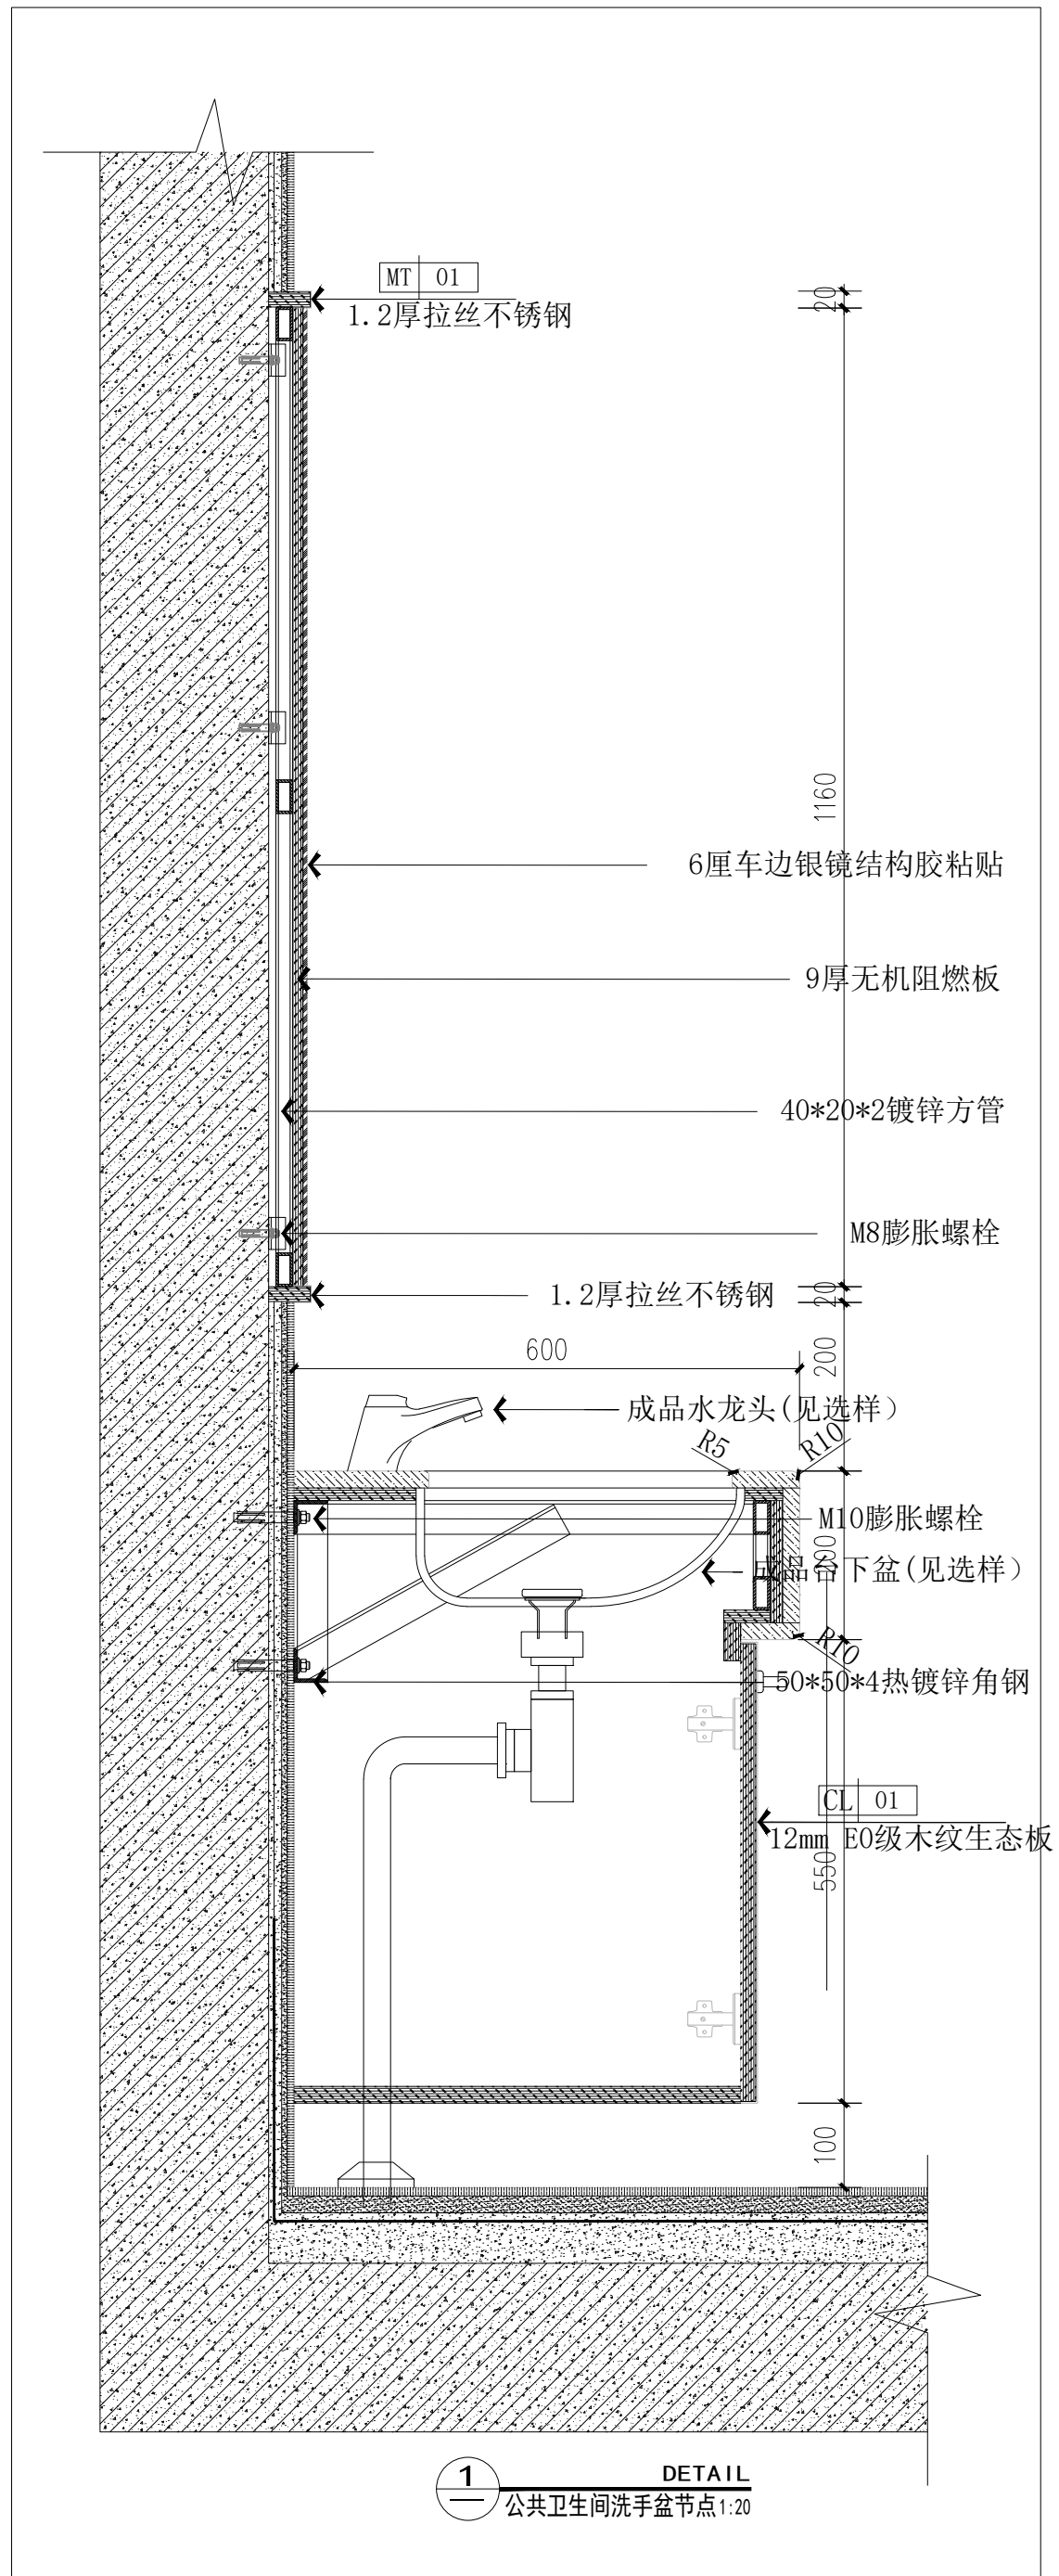 MT 01
20
1.2厚拉丝不锈钢
1160
6厘车边银镜结构胶粘贴
9厚无机阻燃板
40*20*2镀锌方管
M8膨胀螺栓
1.2厚拉丝不锈钢
20
600
200
成品水龙头(见选样)
R5
R10
M10膨胀螺栓
200
成品台下盆(见选样)
R10
50*50*4热镀锌角钢
CL 01
12mm E0级木纹生态板
550
100
1
DETAIL
公共卫生间洗手盆节点1:20